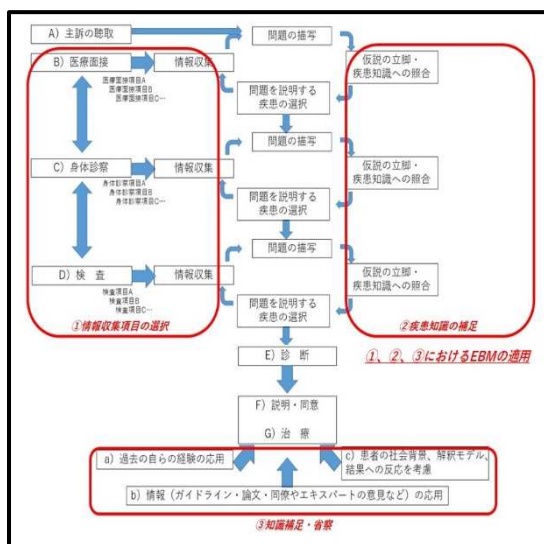 A）主訴の聴取
問題の描写
B）医療面接
情報収集
医療面接項目A
医療面接項目B
医療面接項目C…
仮説の立脚・
疾患知識への照合
問題を説明する
疾患の選択
問題の描写
C）身体診察
情報収集
身体診察項目A
身体診察項目B
身体診察項目C…
仮説の立脚・
疾患知識への照合
問題を説明する
疾患の選択
問題の描写
D）検　査
情報収集
検査項目A
検査項目B
検査項目C…
仮説の立脚・
疾患知識への照合
問題を説明する
疾患の選択
①情報収集項目の選択
②疾患知識の補足
E）診　断
①、②、③におけるEBMの適用
F）説明・同意
G）治　療
a）過去の自らの経験の応用
c）患者の社会背景、解釈モデル、
結果への反応を考慮
b）情報（ガイドライン・論文・同僚やエキスパートの意見など）の応用
③知識補足・省察